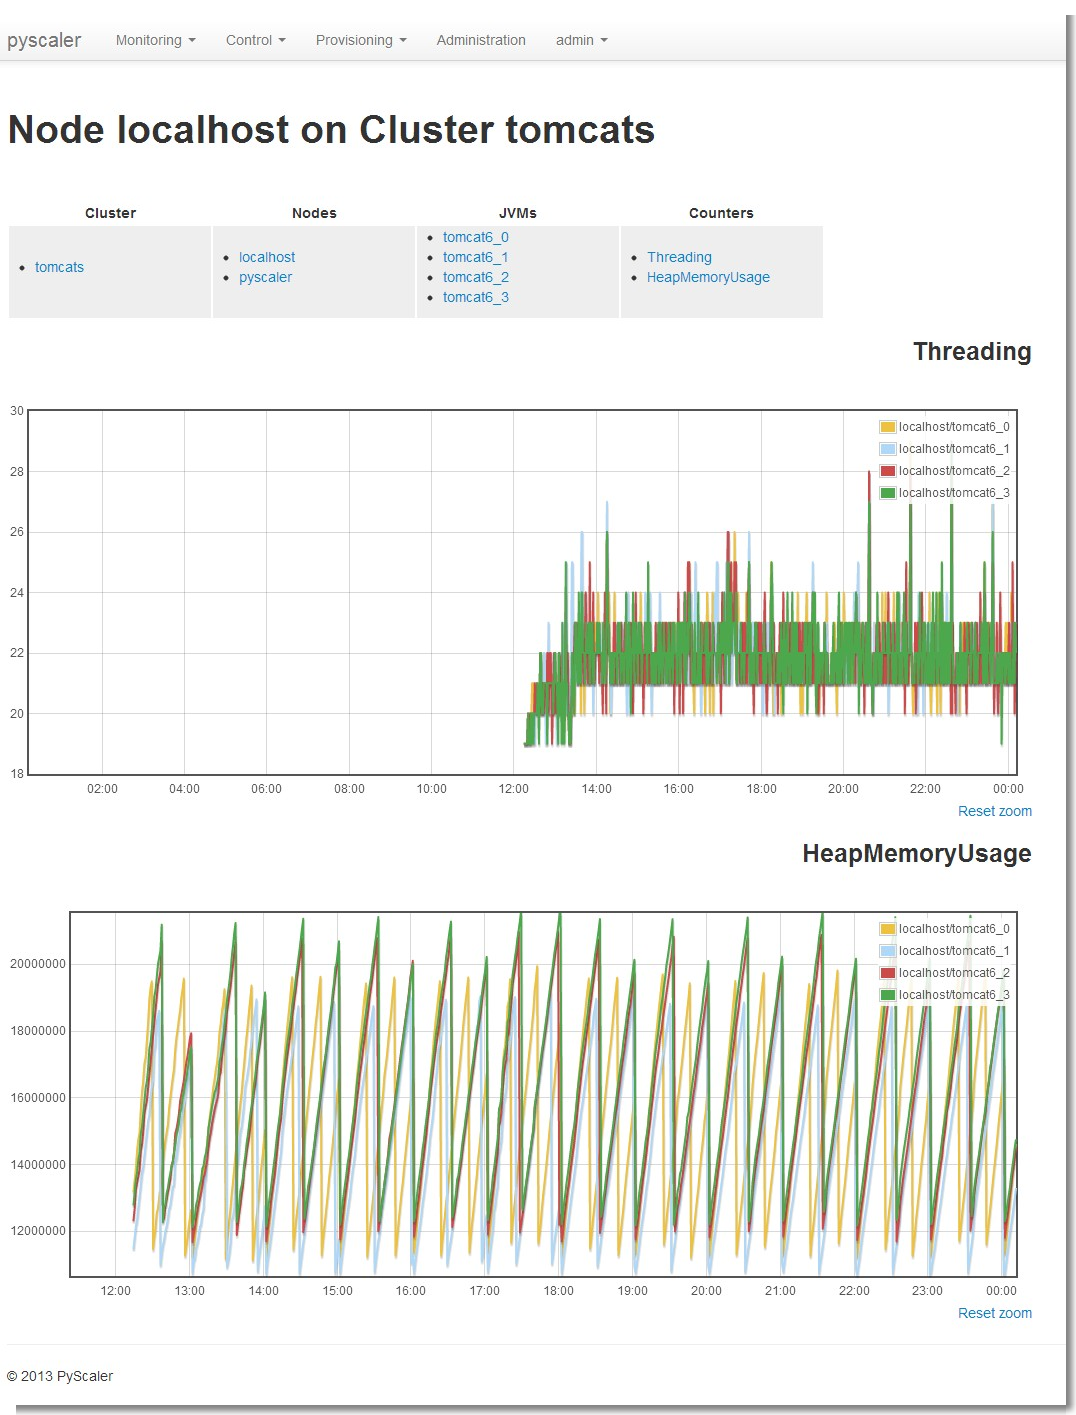 pyscaler Monitoring Control Provisioning Administration admin
Node localhost on Cluster tomcats
Cluster Nodes JVMs Counters
tomcats
localhost
pyscaler
tomcat6_0
tomcat6_1
tomcat6_2
tomcat6_3
Threading
HeapMemoryUsage
Threading
30
28
26
24
22
20
18
localhost/tomcat6_0
localhost/tomcat6_1
localhost/tomcat6_2
localhost/tomcat6_3
02:00 04:00 06:00 08:00 10:00 12:00 14:00 16:00 18:00 20:00 22:00 00:00
Reset zoom
HeapMemoryUsage
20000000
18000000
16000000
14000000
12000000
localhost/tomcat6_0
localhost/tomcat6_1
localhost/tomcat6_2
localhost/tomcat6_3
12:00 13:00 14:00 15:00 16:00 17:00 18:00 19:00 20:00 21:00 22:00 23:00 00:00
Reset zoom
© 2013 PyScaler